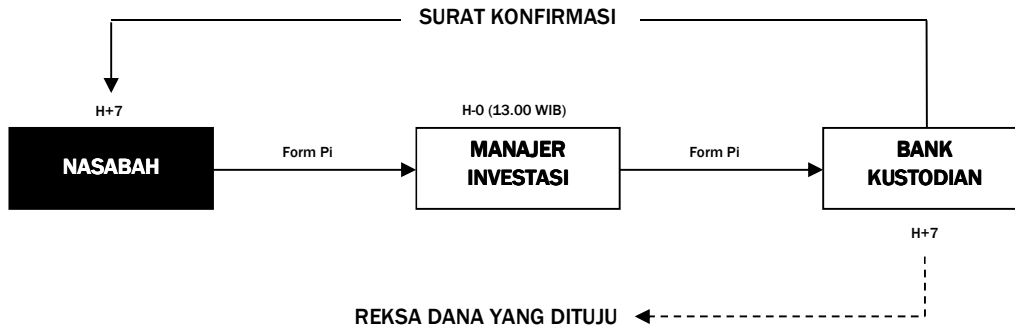 SURAT KONFIRMASI
H+7
H-0 (13.00 WIB)
NASABAH
Form Pi
MANAJER
INVESTASI
Form Pi
BANK
KUSTODIAN
H+7
REKSA DANA YANG DITUJU